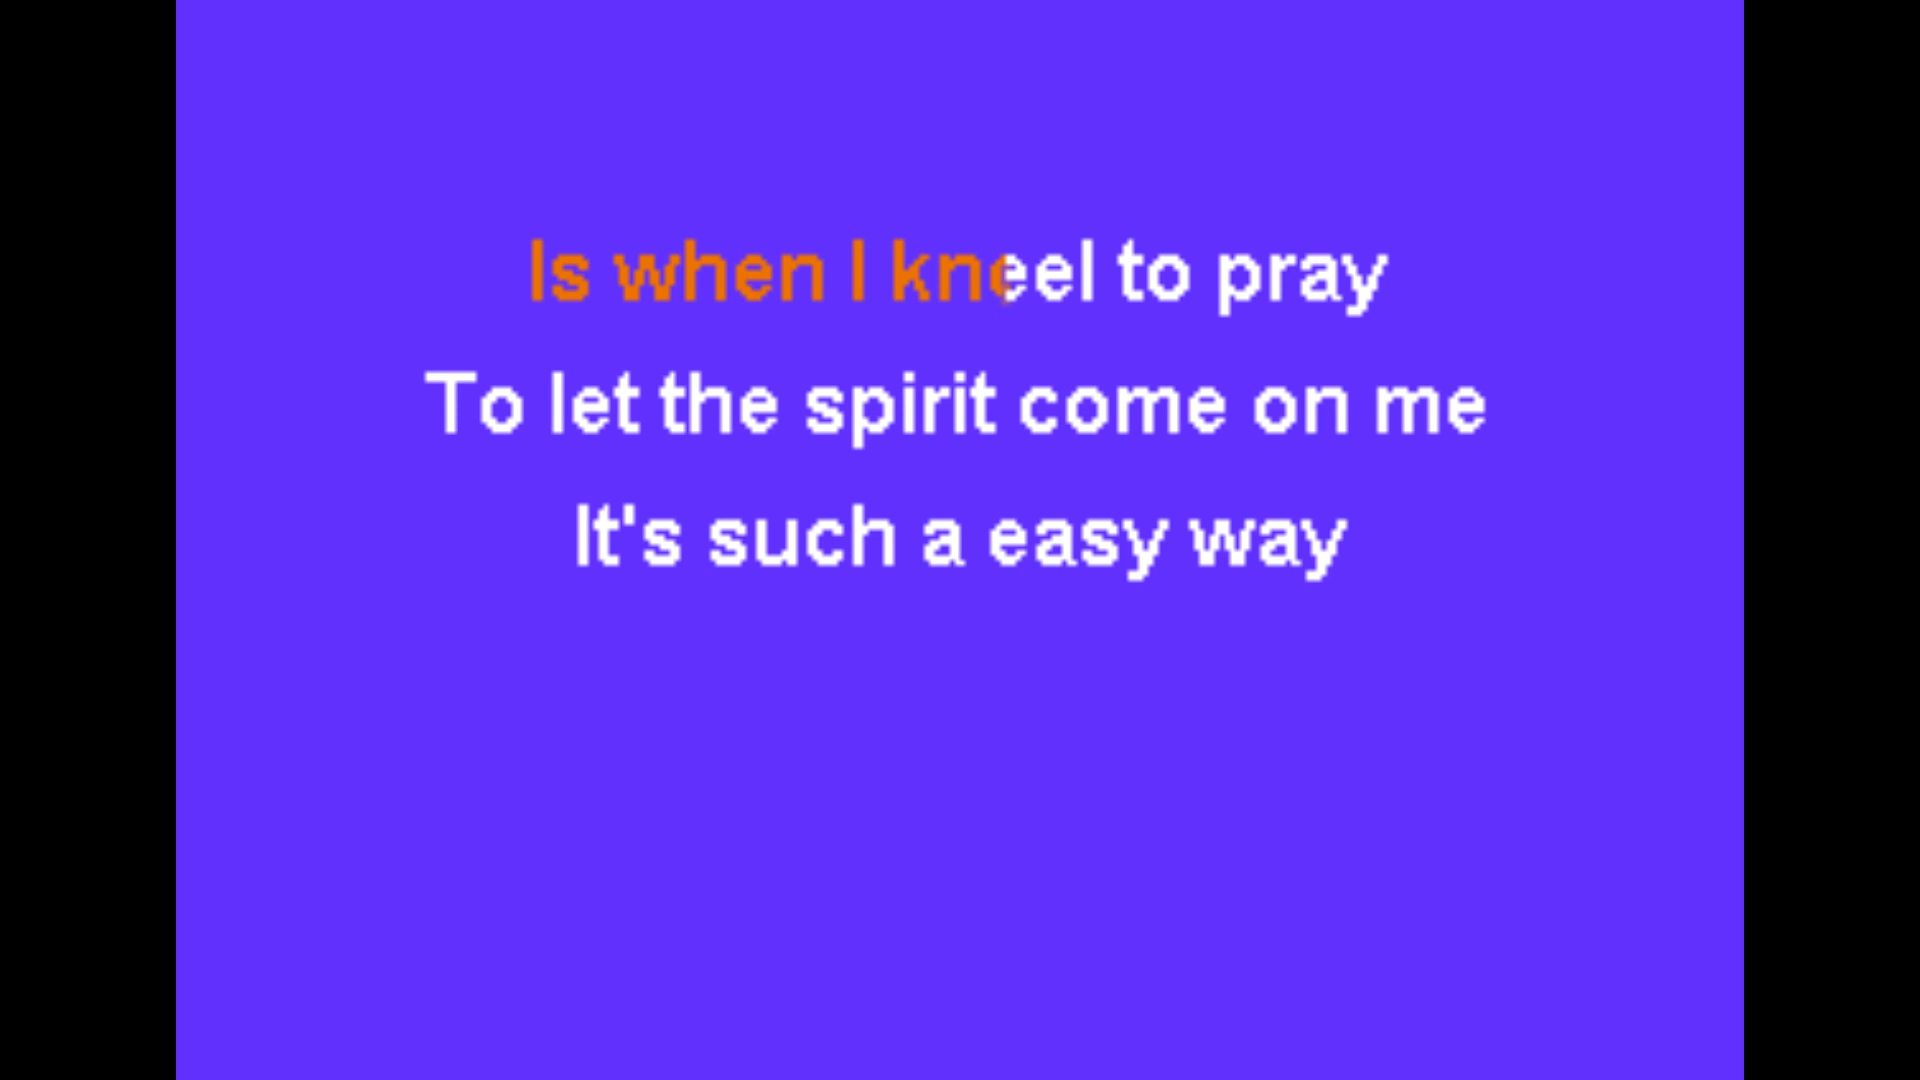 Is when I kneel to pray
To let the spirit come on me
It's such a easy way